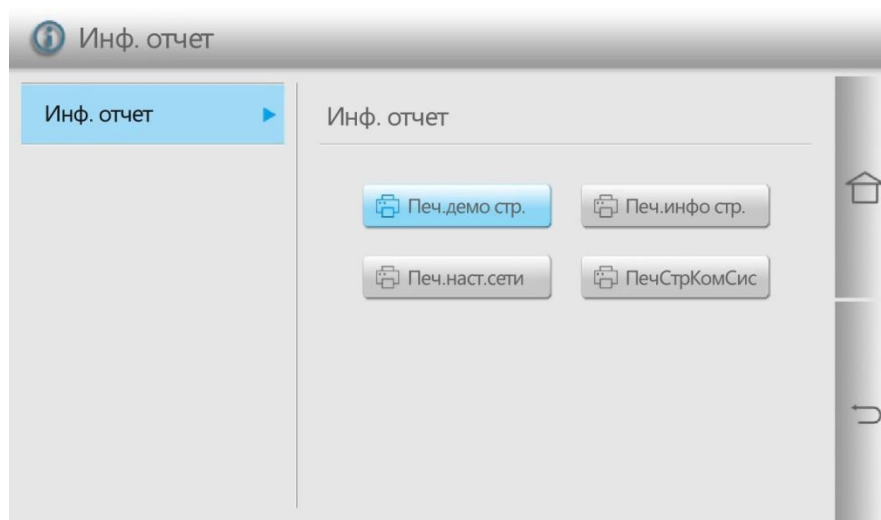 Инф. отчет
Инф. отчет
Инф. отчет
Печ.демо стр.
Печ.инфо стр.
Печ.наст.сети
ПечСтрКомСис